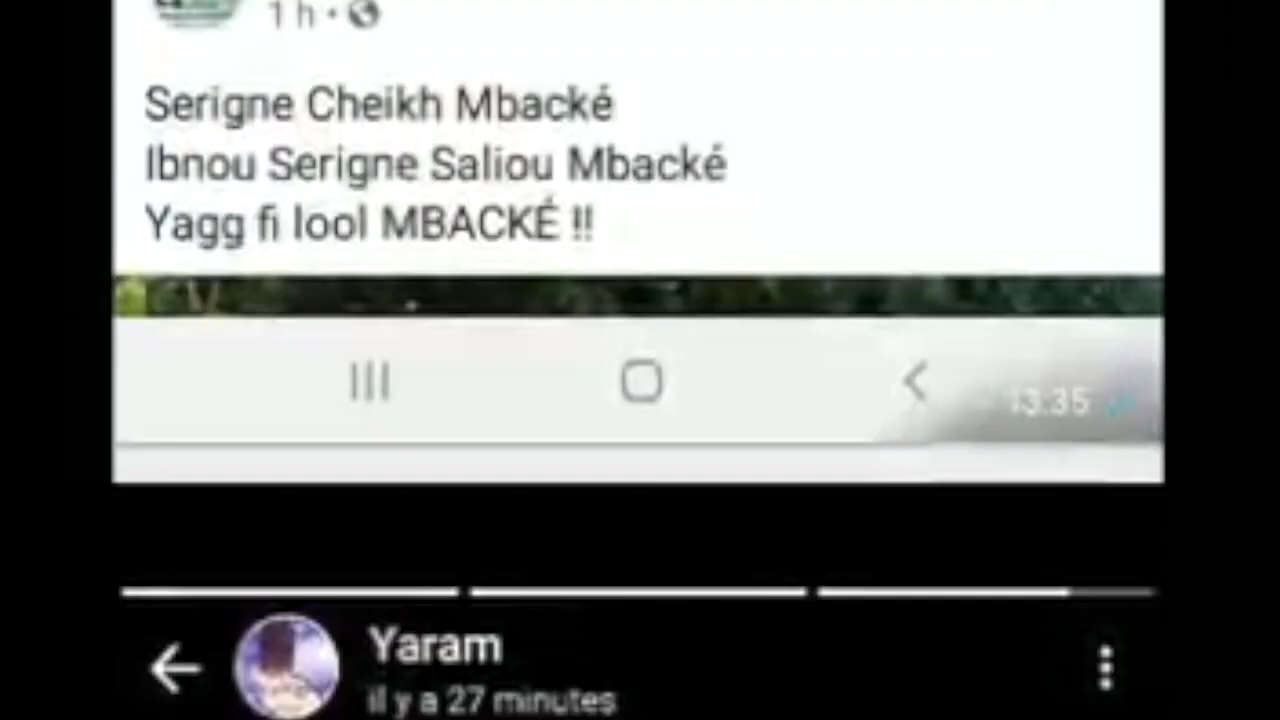 1 h •
Serigne Cheikh Mbacké
Ibnou Serigne Saliou Mbacké
Yagg fi lool MBACKÉ !!
13:35
Yaram
il y a 27 minutes